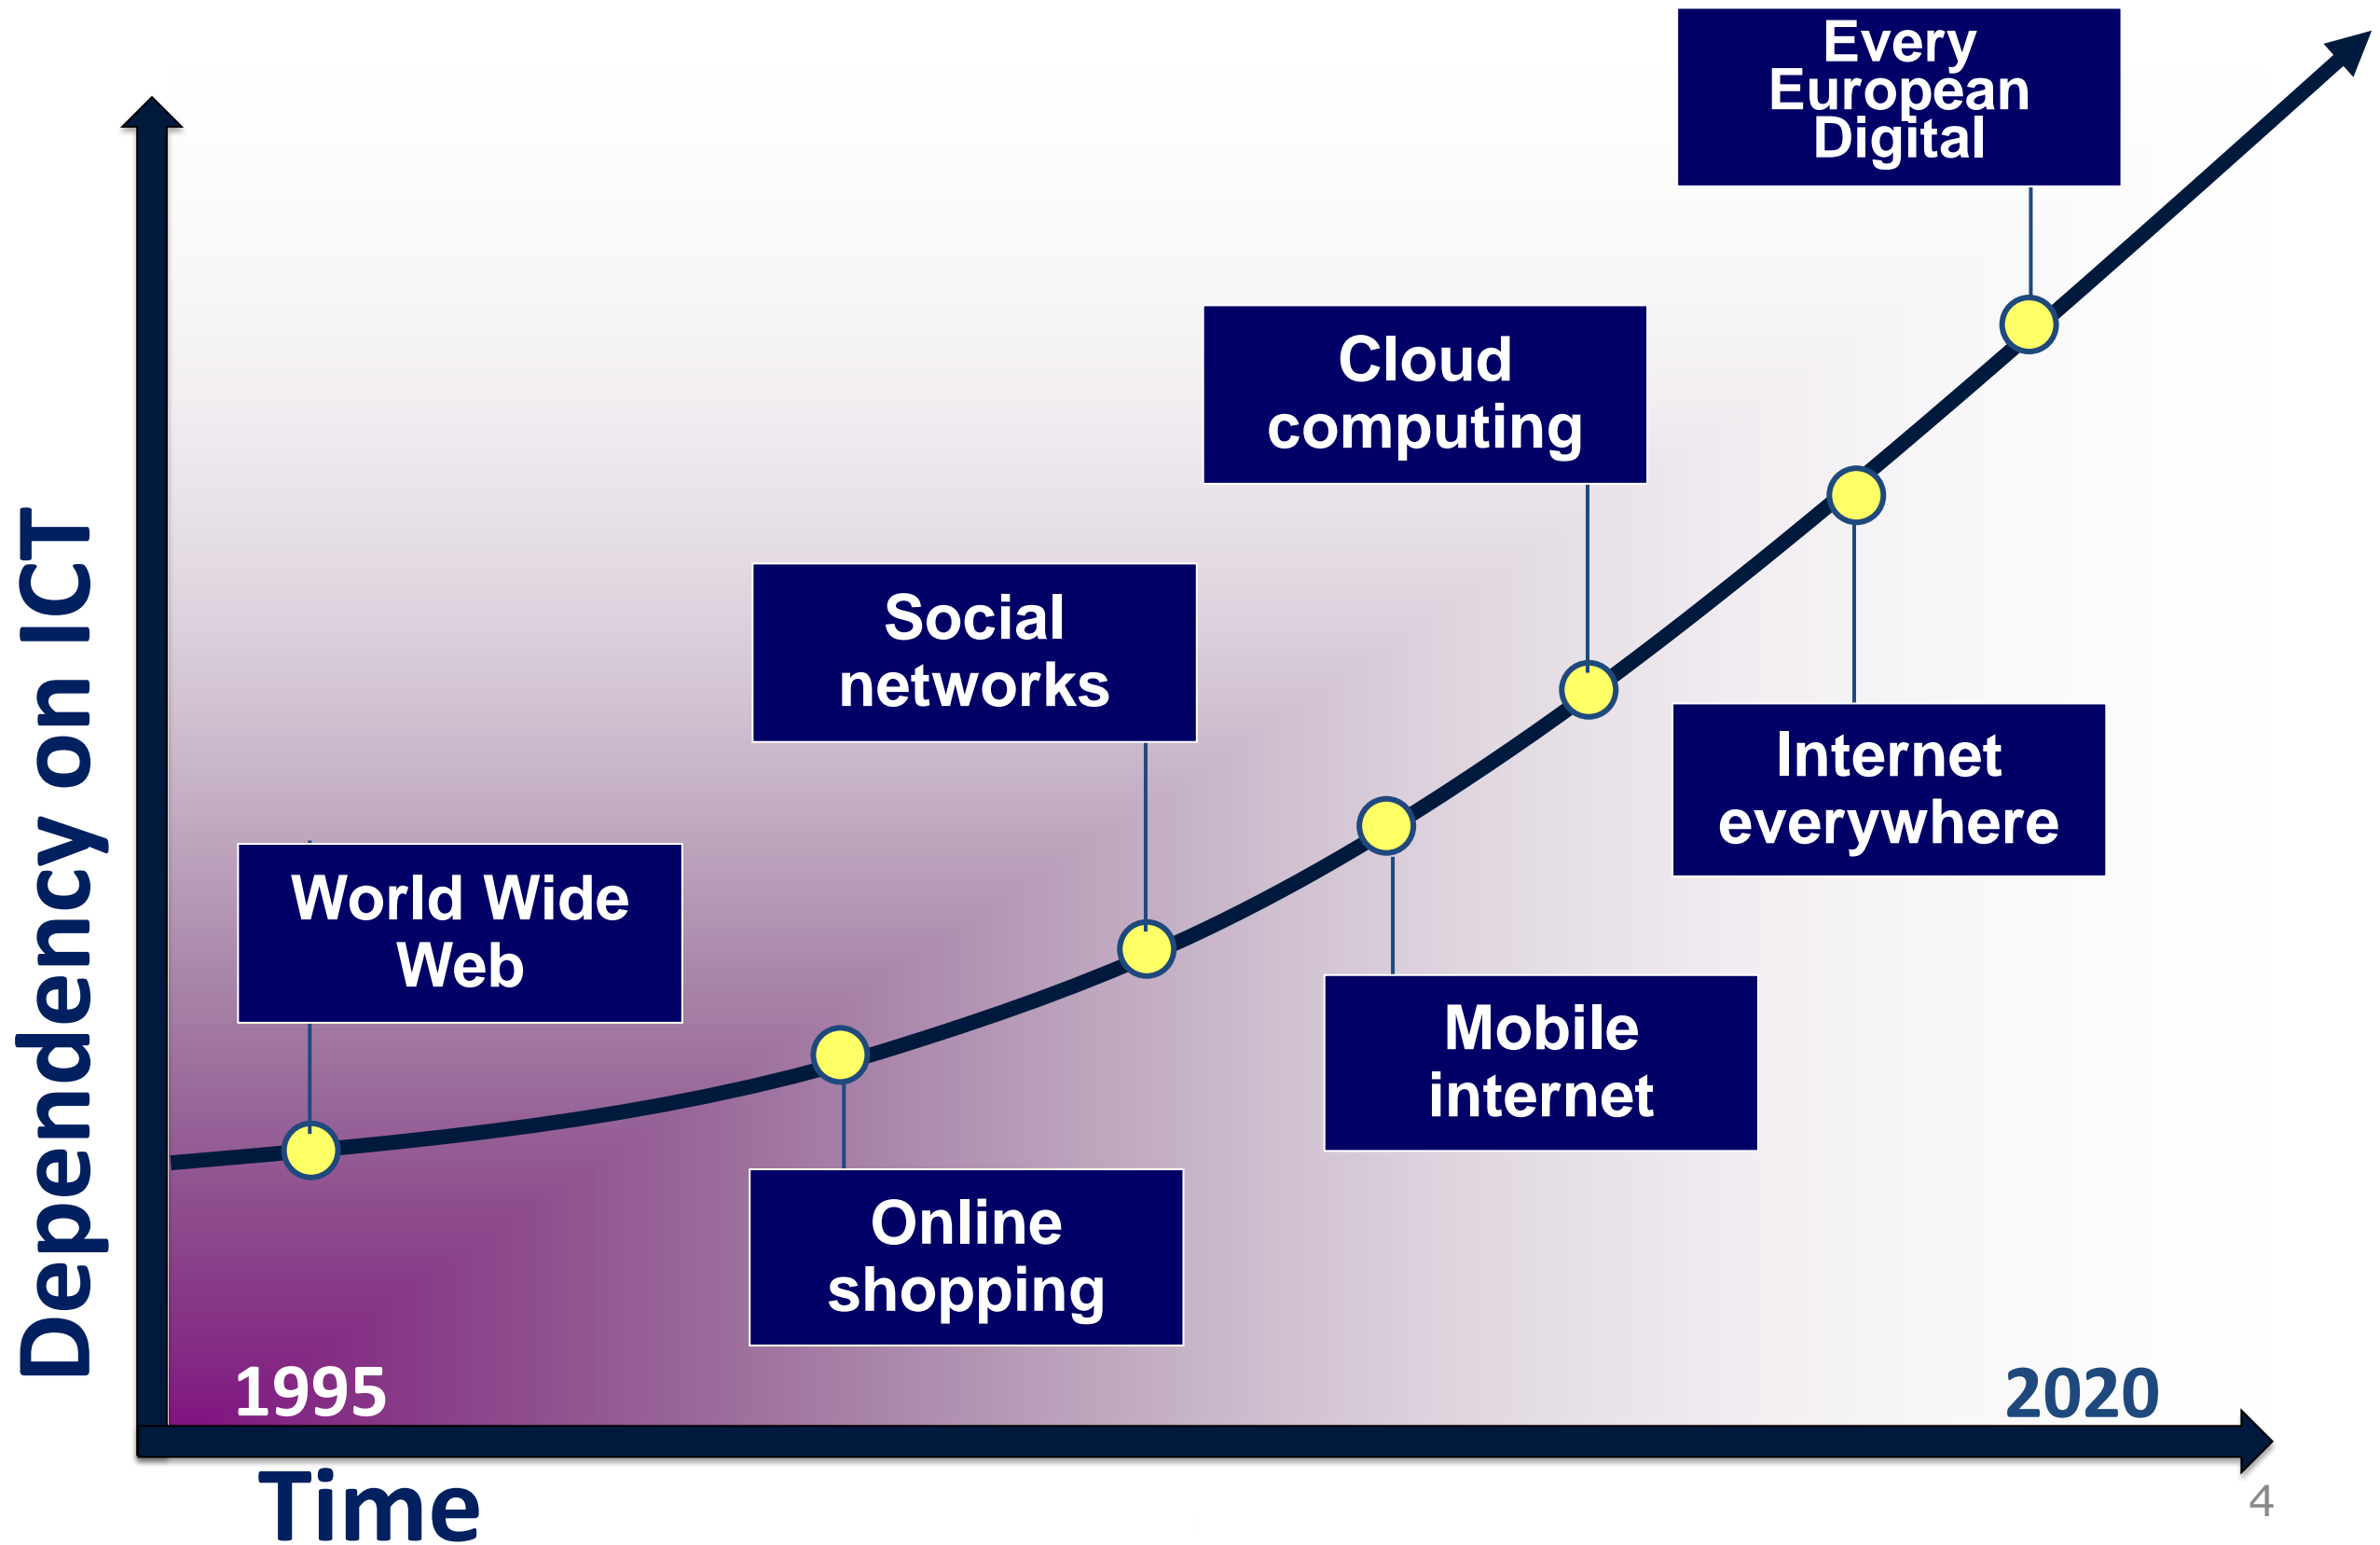 Every
European
Digital
Cloud
computing
Social
networks
Internet
everywhere
World Wide
Web
Mobile
internet
Online
shopping
Dependency on ICT
1995
2020
Time
4